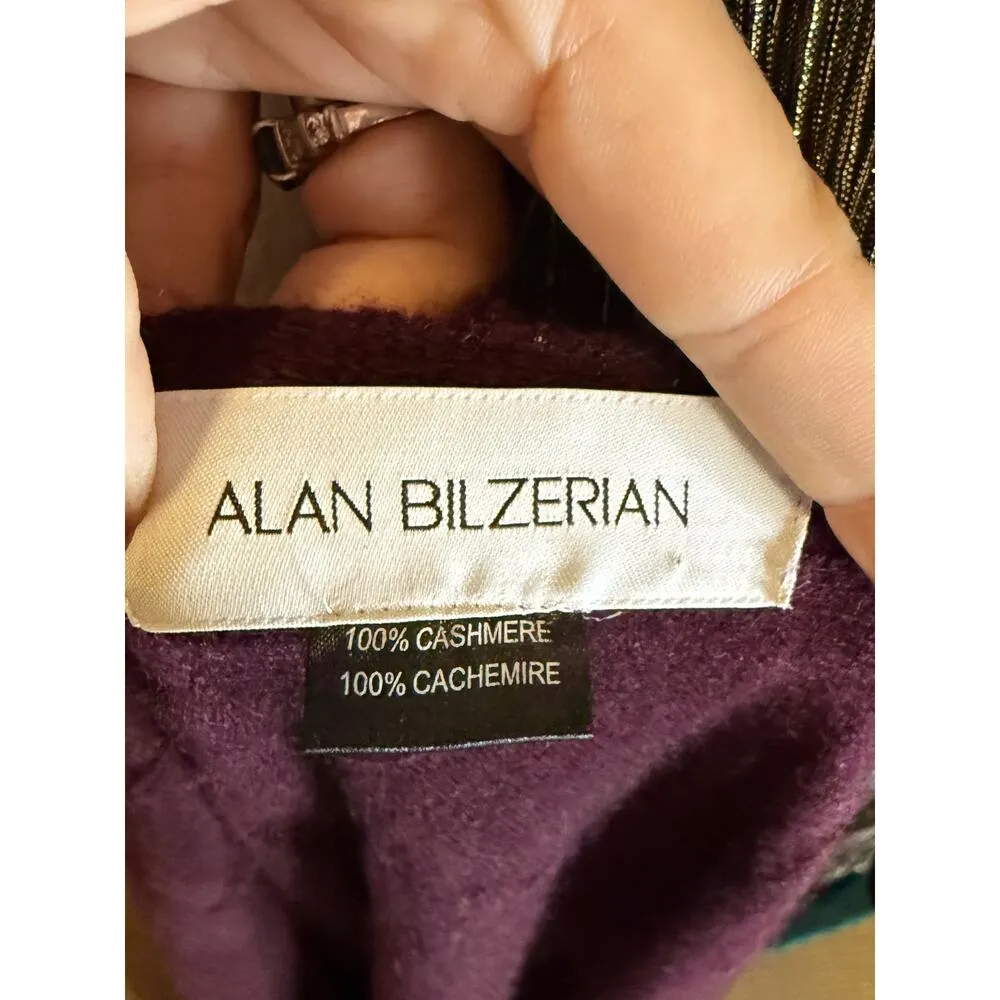 ALAN BILZERIAN
100% CASHMERE
100% CACHEMIRE